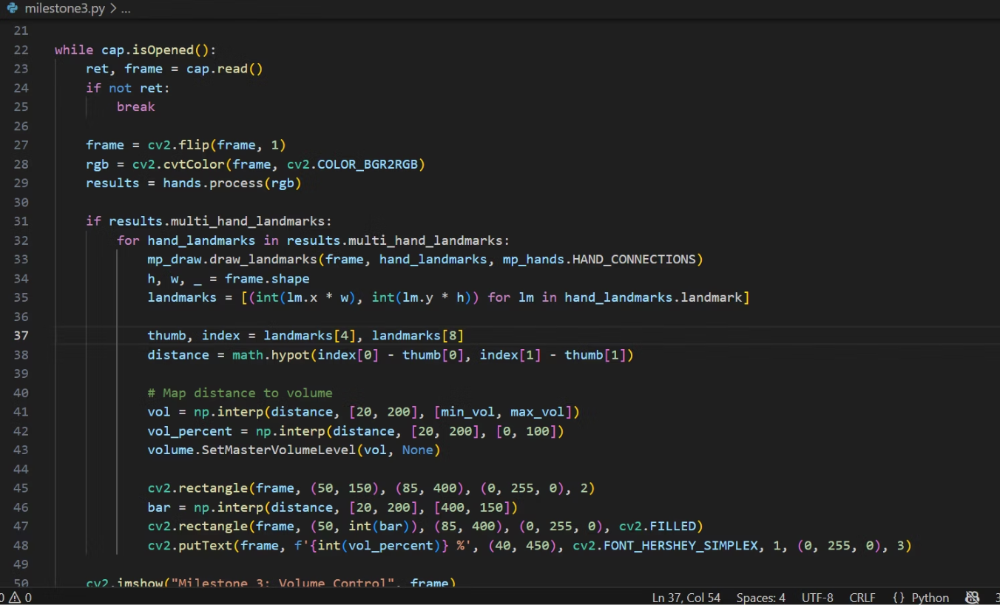 milestone3.py > ...
21
22 while cap.isOpened():
23     ret, frame = cap.read()
24     if not ret:
25         break
26
27     frame = cv2.flip(frame, 1)
28     rgb = cv2.cvtColor(frame, cv2.COLOR_BGR2RGB)
29     results = hands.process(rgb)
30
31     if results.multi_hand_landmarks:
32         for hand_landmarks in results.multi_hand_landmarks:
33             mp_draw.draw_landmarks(frame, hand_landmarks, mp_hands.HAND_CONNECTIONS)
34             h, w, _ = frame.shape
35             landmarks = [(int(lm.x * w), int(lm.y * h)) for lm in hand_landmarks.landmark]
36
37             thumb, index = landmarks[4], landmarks[8]
38             distance = math.hypot(index[0] - thumb[0], index[1] - thumb[1])
39
40             # Map distance to volume
41             vol = np.interp(distance, [20, 200], [min_vol, max_vol])
42             vol_percent = np.interp(distance, [20, 200], [0, 100])
43             volume.SetMasterVolumeLevel(vol, None)
44
45             cv2.rectangle(frame, (50, 150), (85, 400), (0, 255, 0), 2)
46             bar = np.interp(distance, [20, 200], [400, 150])
47             cv2.rectangle(frame, (50, int(bar)), (85, 400), (0, 255, 0), cv2.FILLED)
48             cv2.putText(frame, f'{int(vol_percent)} %', (40, 450), cv2.FONT_HERSHEY_SIMPLEX, 1, (0, 255, 0), 3)
49
50     cv2.imshow("Milestone 3: Volume Control", frame)
0 0 Ln 37, Col 54 Spaces: 4 UTF-8 CRLF {} Python 3